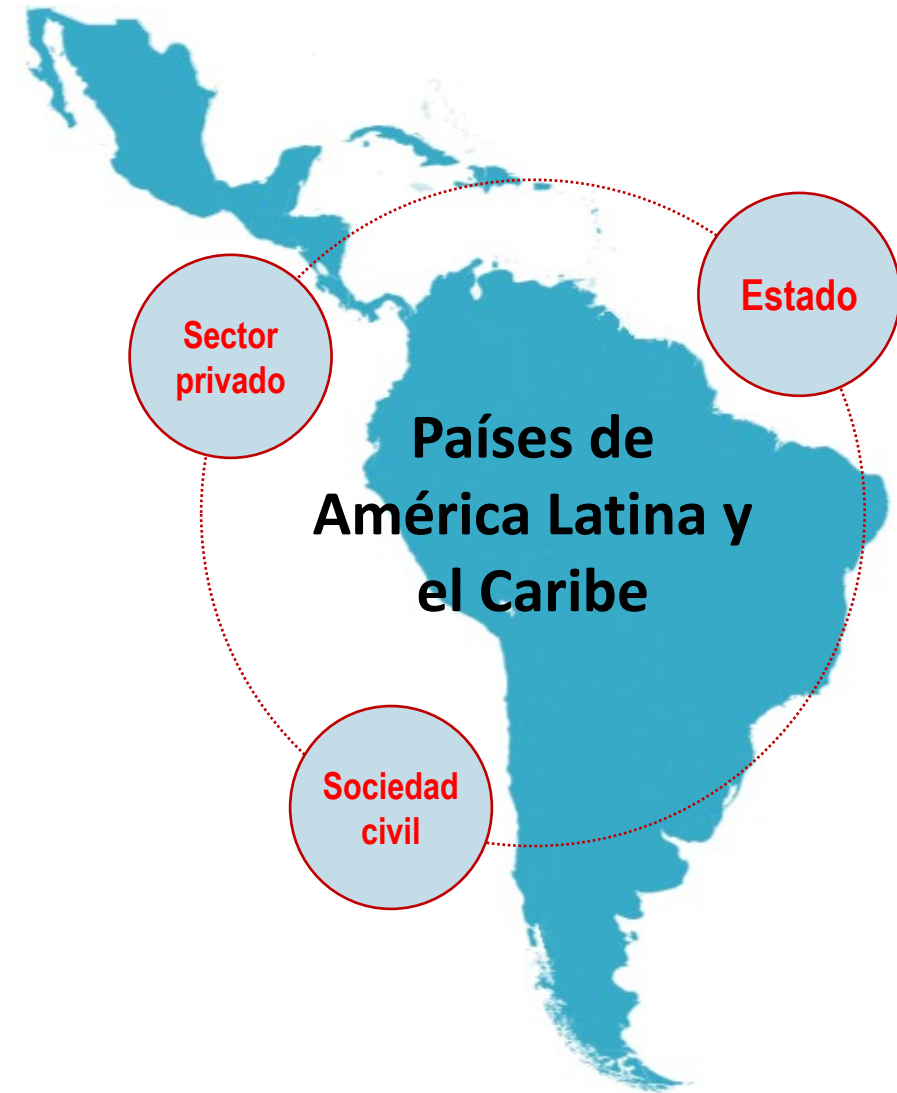 Estado
Sector
privado
Países de
América Latina y
el Caribe
Sociedad
civil